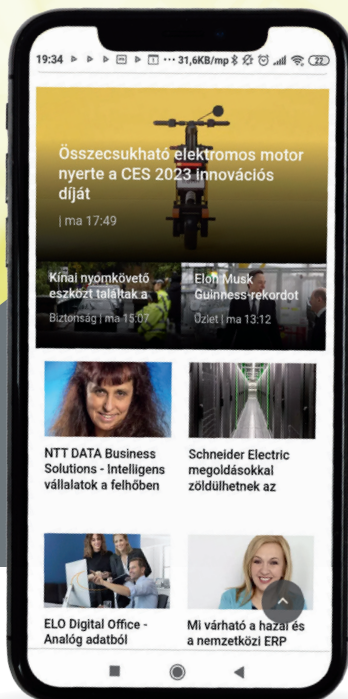 19:34 ··· 31,6KB/mp 22
Összecsukható elektromos motor
nyerte a CES 2023 innovációs
díját
| ma 17:49
Kínai nyomkövető
eszközt találtak a
Biztonság | ma 15:07
Elon Musk
Guinness-rekordot
Üzlet | ma 13:12
NTT DATA Business
Solutions - Intelligens
vállalatok a felhőben
Schneider Electric
megoldásokkal
zöldülhetnek az
ELO Digital Office -
Analóg adatból
Mi várható a hazai és
a nemzetközi ERP